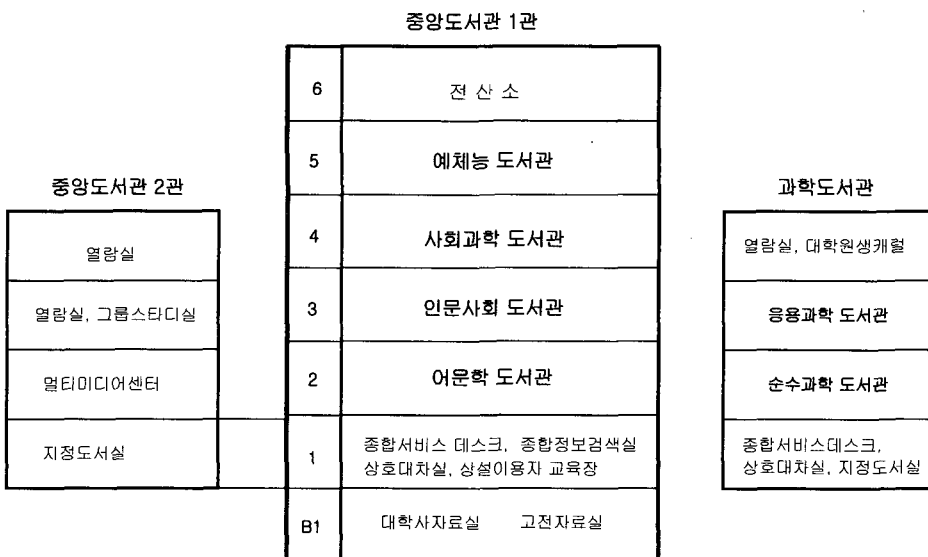 중앙도서관 1관
6
전 산 소
5
예체능 도서관
4
사회과학 도서관
3
인문사회 도서관
2
어문학 도서관
1
종합서비스 데스크, 종합정보검색실
상호대차실, 상설이용자 교육장
B1
대학사자료실 고전자료실
중앙도서관 2관
열람실
열람실, 그룹스타디실
멀티미디어센터
지정도서실
과학도서관
열람실, 대학원생캐럴
응용과학 도서관
순수과학 도서관
종합서비스데스크,
상호대차실, 지정도서실